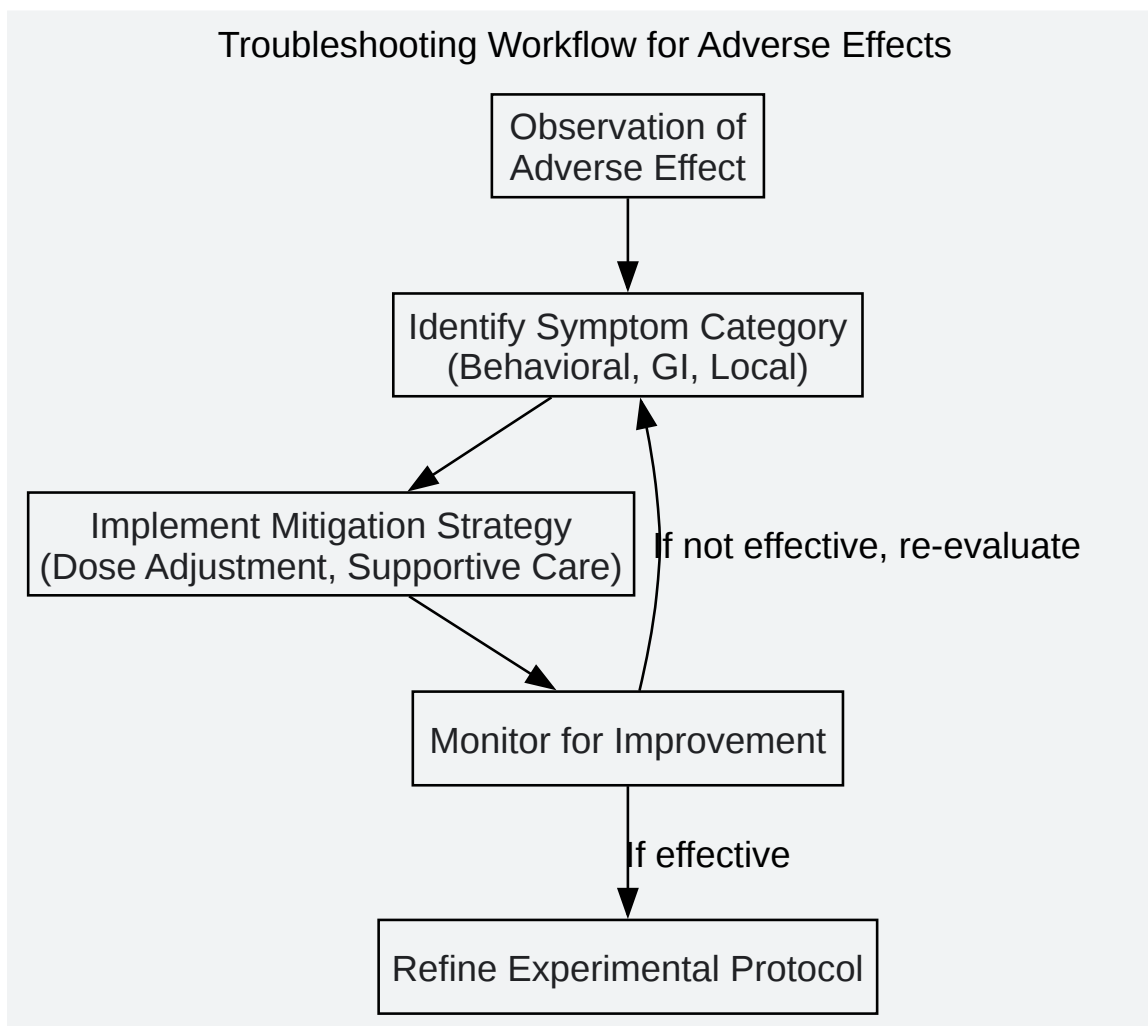 Troubleshooting Workflow for Adverse Effects
Observation of
Adverse Effect
Identify Symptom Category
(Behavioral, GI, Local)
Implement Mitigation Strategy
(Dose Adjustment, Supportive Care)
If not effective, re-evaluate
Monitor for Improvement
If effective
Refine Experimental Protocol